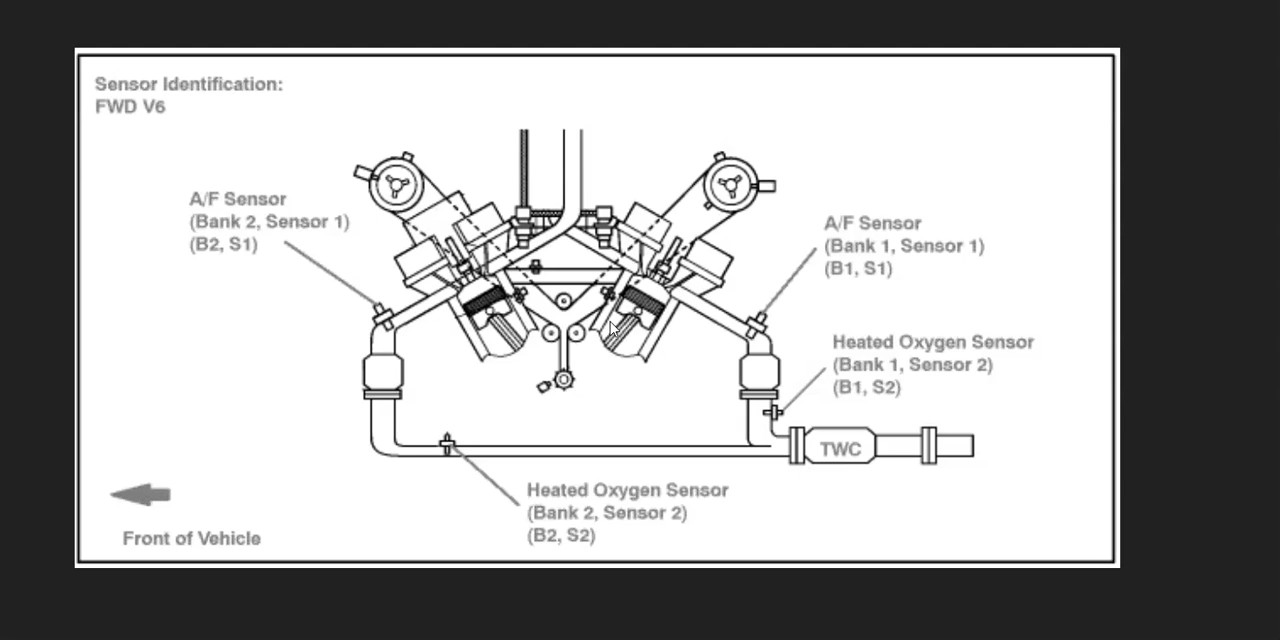 Sensor Identification:
FWD V6
A/F Sensor
(Bank 2, Sensor 1)
(B2, S1)
A/F Sensor
(Bank 1, Sensor 1)
(B1, S1)
Heated Oxygen Sensor
(Bank 1, Sensor 2)
(B1, S2)
TWC
Heated Oxygen Sensor
(Bank 2, Sensor 2)
(B2, S2)
Front of Vehicle